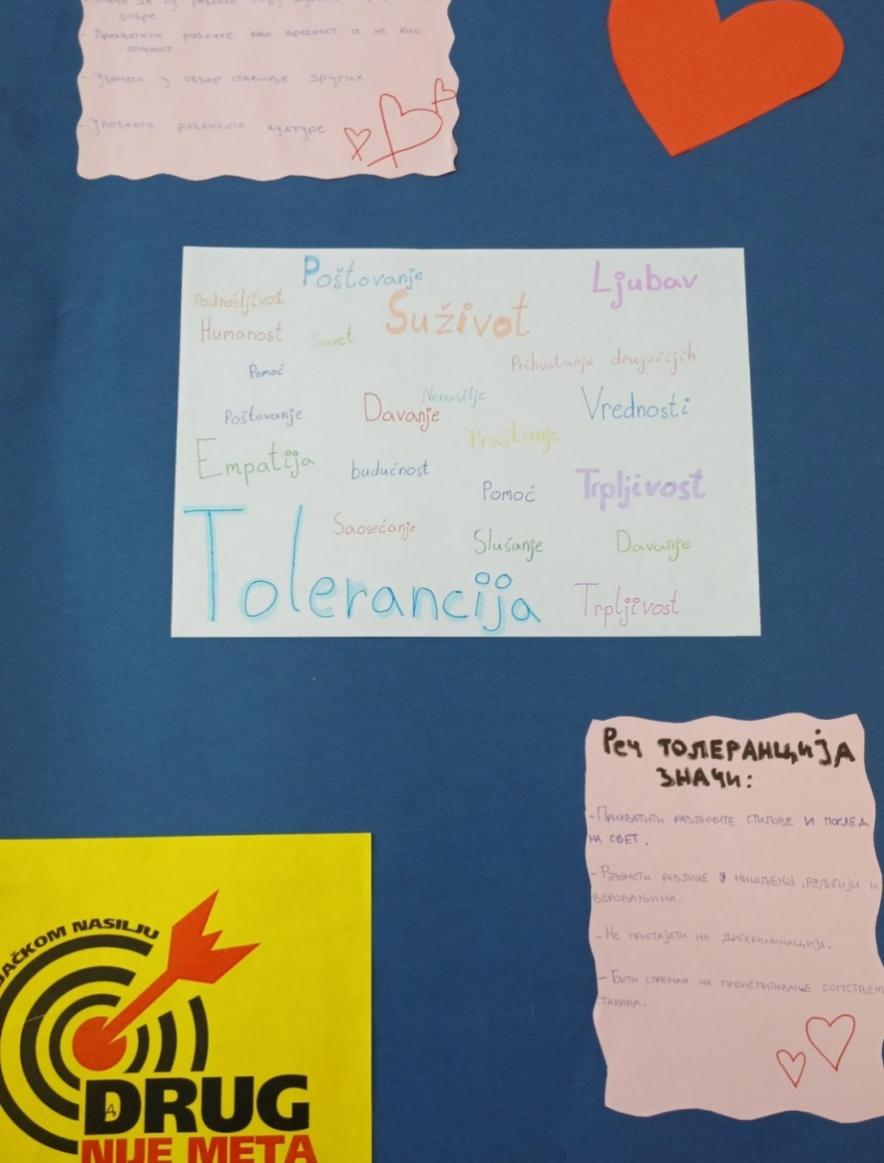 добре
- Прихватити разлике као вредност а не као
опасност
- Узимати у обзир ставове других.
- Упознати различите културе
Poštovanje
Ljubav
Podnošljivost
Suživot
Humanost
Savet
Prihvatanje drugačijih
Pomoć
Nenasilje
Poštovanje
Davanje
Vrednosti
Praštanje
Empatija
budućnost
Pomoć
Trpljivost
Saosećanje
Slušanje
Davanje
Tolerancija
Trpljivost
Реч ТОЛЕРАНЦИЈА
ЗНАЧИ:
- Прихватити различите стилове и поглед
на свет.
- Разумети разлике у мишљењу, религији и
веровањима.
- Не пристајати на дискриминацију.
- Бити спреман на преиспитивање сопствених
ставова.
NASILJU
DRUG
NIJE META